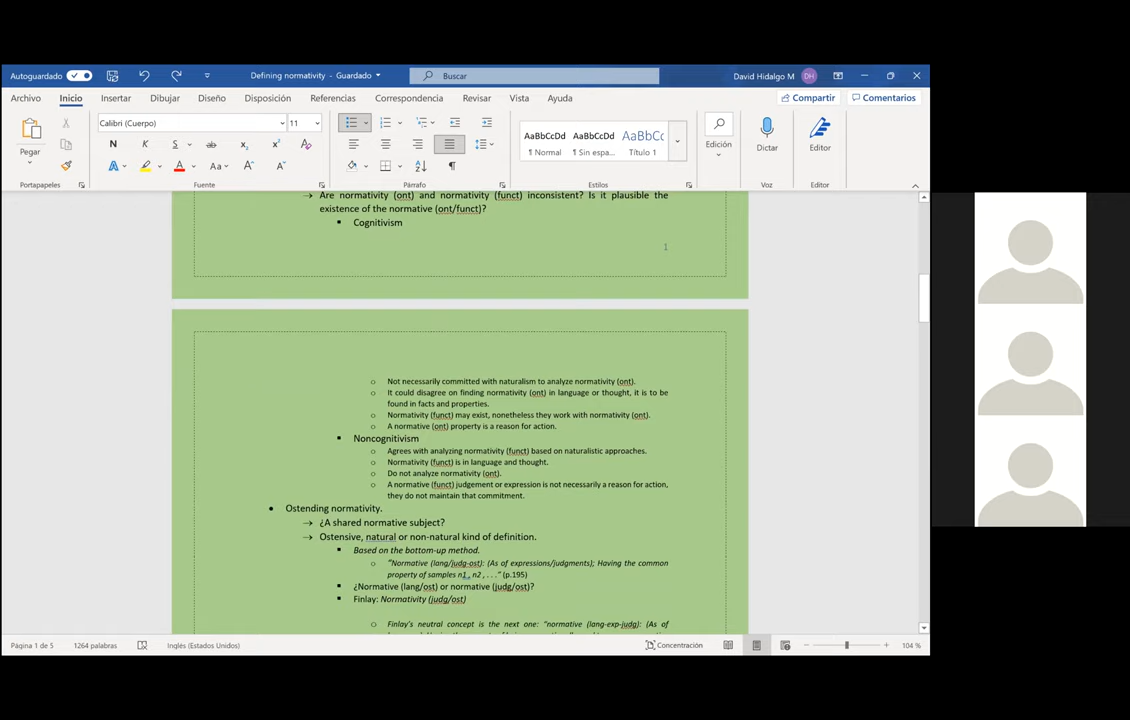 Autoguardado
Defining normativity - Guardado
Buscar
David Hidalgo M
DH
Archivo
Inicio
Insertar
Dibujar
Diseño
Disposición
Referencias
Correspondencia
Revisar
Vista
Ayuda
Compartir
Comentarios
Pegar
Calibri (Cuerpo)
11
N K S ab x₂ x²
A A A Aa A A
AaBbCcDd
¶ Normal
AaBbCcDd
¶ Sin espa...
AaBbCc
Título 1
Edición
Dictar
Editor
Portapapeles
Fuente
Párrafo
Estilos
Voz
Editor
→ Are normativity (ont) and normativity (funct) inconsistent? Is it plausible the
existence of the normative (ont/funct)?
▪ Cognitivism
1
o Not necessarily committed with naturalism to analyze normativity (ont).
o It could disagree on finding normativity (ont) in language or thought, it is to be
found in facts and properties.
o Normativity (funct) may exist, nonetheless they work with normativity (ont).
o A normative (ont) property is a reason for action.
▪ Noncognitivism
o Agrees with analyzing normativity (funct) based on naturalistic approaches.
o Normativity (funct) is in language and thought.
o Do not analyze normativity (ont).
o A normative (funct) judgement or expression is not necessarily a reason for action,
they do not maintain that commitment.
• Ostending normativity.
→ ¿A shared normative subject?
→ Ostensive, natural or non-natural kind of definition.
▪ Based on the bottom-up method.
o "Normative (lang/judg-ost): (As of expressions/judgments); Having the common
property of samples n1 , n2 , . . ." (p.195)
▪ ¿Normative (lang/ost) or normative (judg/ost)?
▪ Finlay: Normativity (judg/ost)
o Finlay's neutral concept is the next one: "normative (lang-exp-judg): (As of
Página 1 de 5
1264 palabras
Inglés (Estados Unidos)
Concentración
104 %